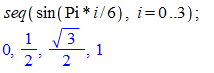 seq(sin(Pi*i/6), i=0..3);
0, 1/2, √3/2, 1